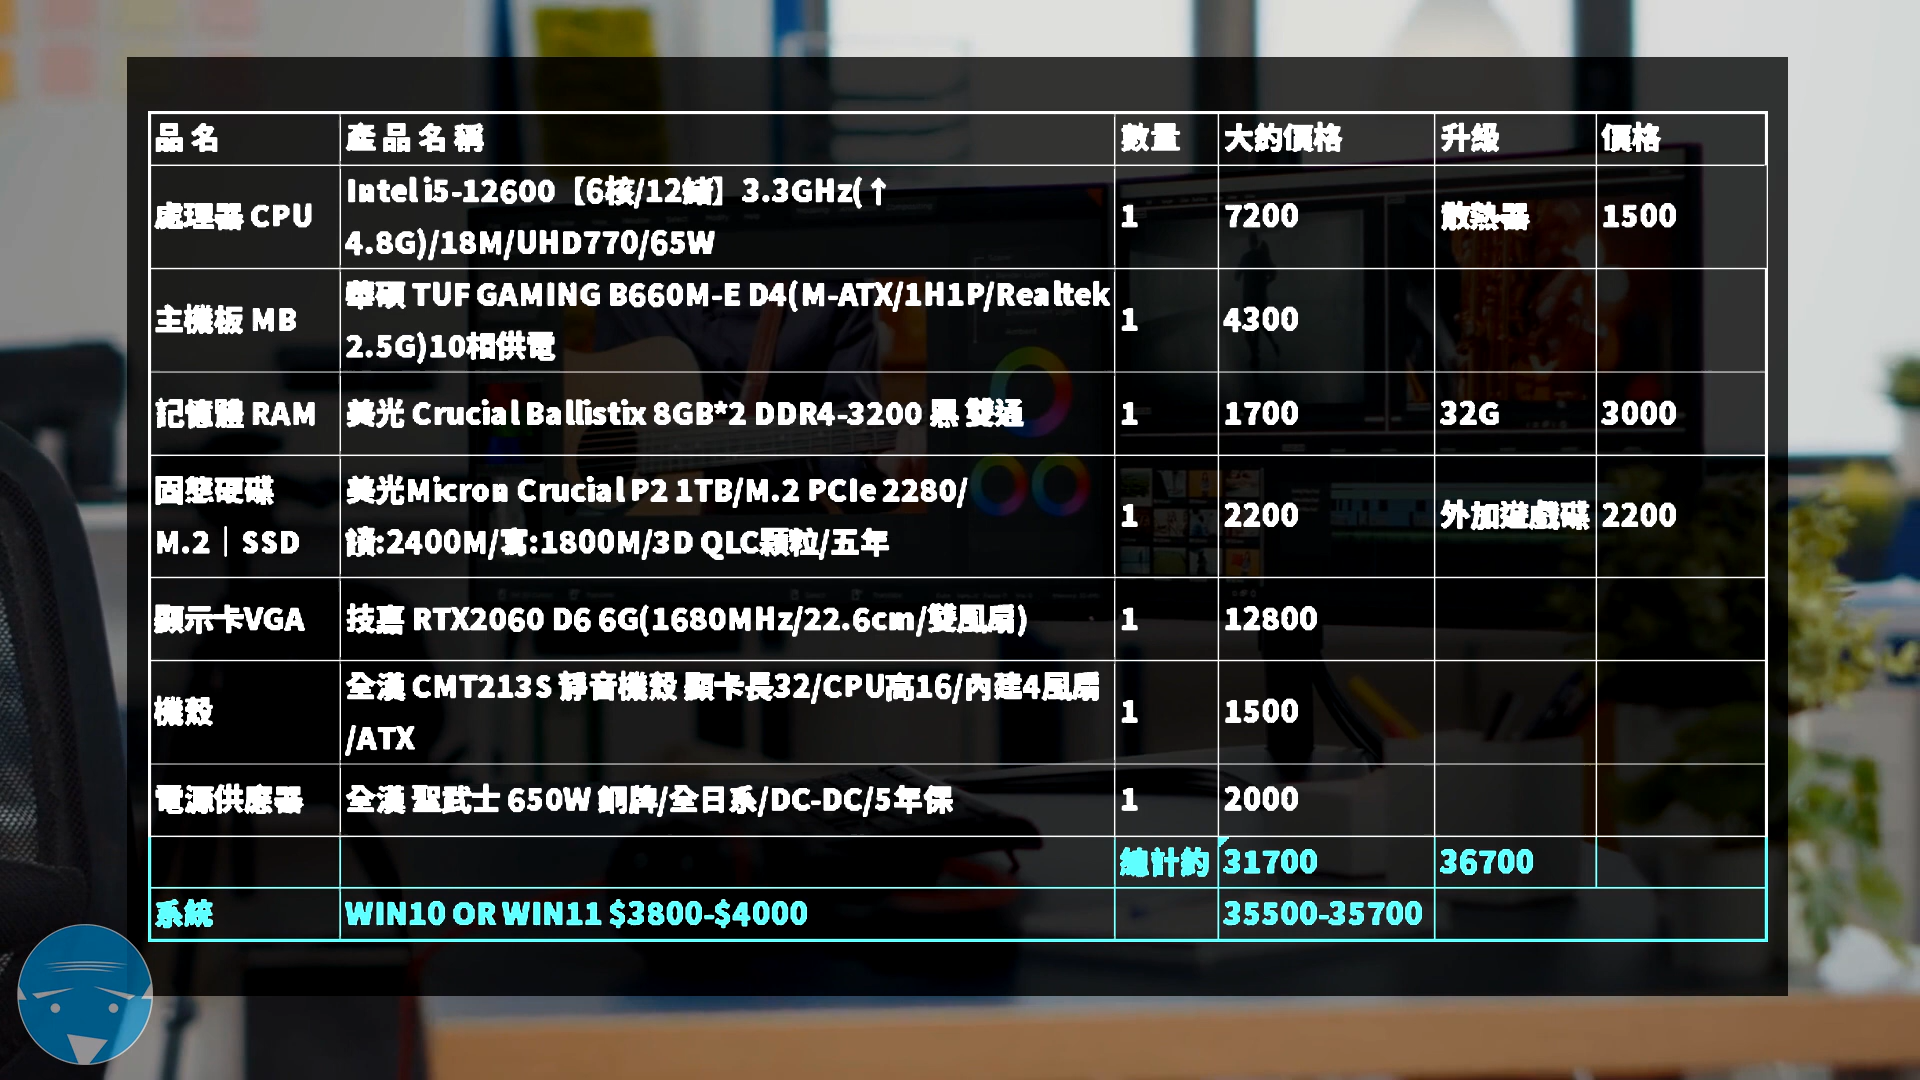 品 名 產 品 名 稱 數量 大約價格 升級 價格
處理器 CPU Intel i5-12600【6核/12緒】3.3GHz(↑
4.8G)/18M/UHD770/65W 1 7200 散熱器 1500
主機板 MB 華碩 TUF GAMING B660M-E D4(M-ATX/1H1P/Realtek
2.5G)10相供電 1 4300
記憶體 RAM 美光 Crucial Ballistix 8GB*2 DDR4-3200 黑 雙通 1 1700 32G 3000
固態硬碟
M.2｜SSD 美光Micron Crucial P2 1TB/M.2 PCIe 2280/
讀:2400M/寫:1800M/3D QLC顆粒/五年 1 2200 外加遊戲碟 2200
顯示卡VGA 技嘉 RTX2060 D6 6G(1680MHz/22.6cm/雙風扇) 1 12800
機殼 全漢 CMT213S 靜音機殼 顯卡長32/CPU高16/內建4風扇
/ATX 1 1500
電源供應器 全漢 聖武士 650W 銅牌/全日系/DC-DC/5年保 1 2000
總計約 31700 36700
系統 WIN10 OR WIN11 $3800-$4000 35500-35700